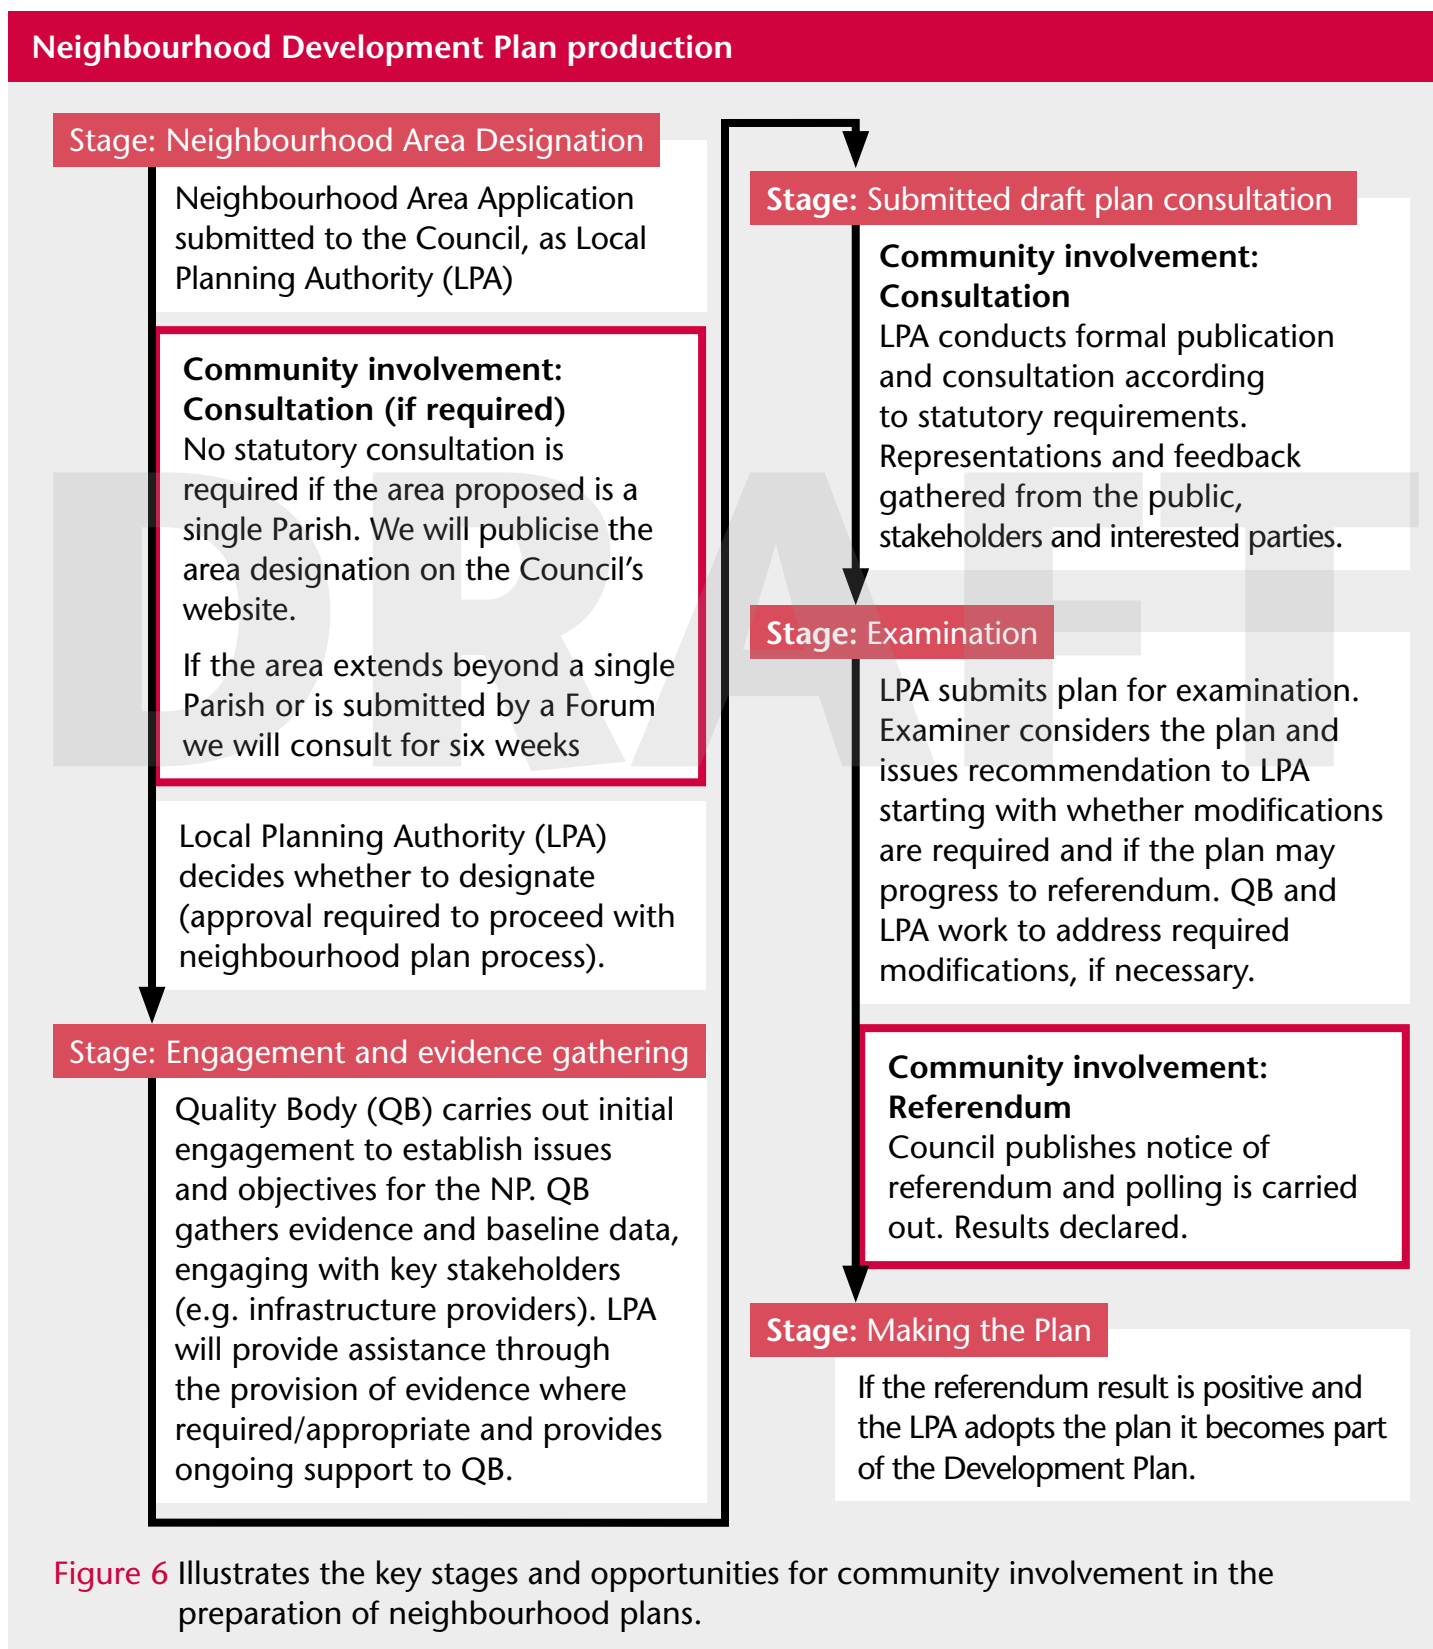 Neighbourhood Development Plan production
Stage: Neighbourhood Area Designation
Neighbourhood Area Application
submitted to the Council, as Local
Planning Authority (LPA)
Community involvement:
Consultation (if required)
No statutory consultation is
required if the area proposed is a
single Parish. We will publicise the
area designation on the Council’s
website.
If the area extends beyond a single
Parish or is submitted by a Forum
we will consult for six weeks
Local Planning Authority (LPA)
decides whether to designate
(approval required to proceed with
neighbourhood plan process).
Stage: Engagement and evidence gathering
Quality Body (QB) carries out initial
engagement to establish issues
and objectives for the NP. QB
gathers evidence and baseline data,
engaging with key stakeholders
(e.g. infrastructure providers). LPA
will provide assistance through
the provision of evidence where
required/appropriate and provides
ongoing support to QB.
Stage: Submitted draft plan consultation
Community involvement:
Consultation
LPA conducts formal publication
and consultation according
to statutory requirements.
Representations and feedback
gathered from the public,
stakeholders and interested parties.
Stage: Examination
LPA submits plan for examination.
Examiner considers the plan and
issues recommendation to LPA
starting with whether modifications
are required and if the plan may
progress to referendum. QB and
LPA work to address required
modifications, if necessary.
Community involvement:
Referendum
Council publishes notice of
referendum and polling is carried
out. Results declared.
Stage: Making the Plan
If the referendum result is positive and
the LPA adopts the plan it becomes part
of the Development Plan.
DRAFT
Figure 6 Illustrates the key stages and opportunities for community involvement in the
preparation of neighbourhood plans.